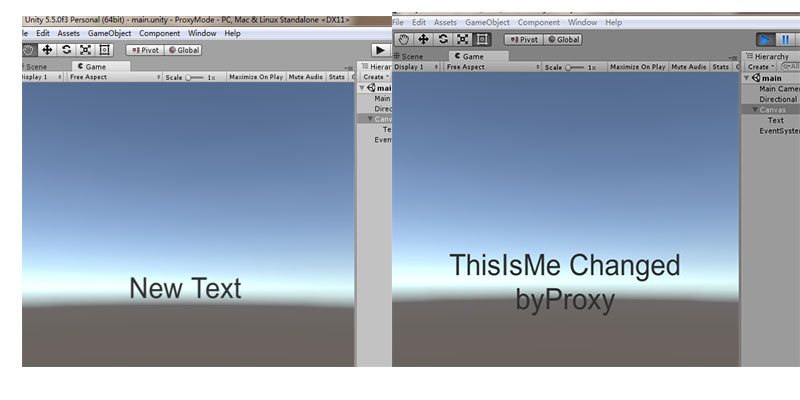 Unity 5.5.0f3 Personal (64bit) - main.unity - ProxyMode - PC, Mac & Linux Standalone <DX11>
le Edit Assets GameObject Component Window Help
Pivot Global
Scene Game
Display 1 Free Aspect Scale 1x Maximize On Play Mute Audio Stats
Hierar
Create
mai
Main
Direc
Canv
Te
Even
New Text
File Edit Assets GameObject Component Window Help
Pivot Global
Scene Game
Display 1 Free Aspect Scale 1x Maximize On Play Mute Audio Stats
Hierarchy
Create All
main
Main Camer
Directional
Canvas
Text
EventSystem
ThisIsMe Changed
byProxy